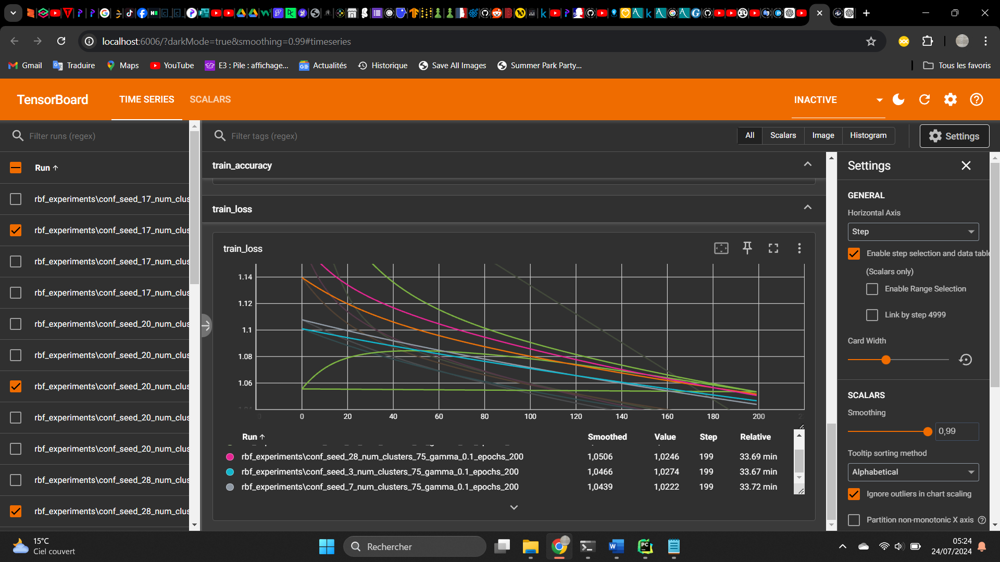 localhost:6006/?darkMode=true&smoothing=0.99#timeseries
Gmail
Traduire
Maps
YouTube
E3 : Pile : affichage...
Actualités
Historique
Save All Images
Summer Park Party...
Tous les favoris
TensorBoard
TIME SERIES
SCALARS
INACTIVE
Filter runs (regex)
Filter tags (regex)
All
Scalars
Image
Histogram
Settings
Run
rbf_experiments\conf_seed_17_num_clus
rbf_experiments\conf_seed_17_num_clus
rbf_experiments\conf_seed_17_num_clus
rbf_experiments\conf_seed_17_num_clus
rbf_experiments\conf_seed_20_num_clus
rbf_experiments\conf_seed_20_num_clus
rbf_experiments\conf_seed_20_num_clus
rbf_experiments\conf_seed_20_num_clus
rbf_experiments\conf_seed_20_num_clus
rbf_experiments\conf_seed_28_num_clus
rbf_experiments\conf_seed_28_num_clus
train_accuracy
train_loss
train_loss
1.14
1.12
1.1
1.08
1.06
0 20 40 60 80 100 120 140 160 180 200
Run Smoothed Value Step Relative
rbf_experiments\conf_seed_28_num_clusters_75_gamma_0.1_epochs_200 1,0506 1,0246 199 33.69 min
rbf_experiments\conf_seed_3_num_clusters_75_gamma_0.1_epochs_200 1,0466 1,0274 199 33.67 min
rbf_experiments\conf_seed_7_num_clusters_75_gamma_0.1_epochs_200 1,0439 1,0222 199 33.72 min
Settings
GENERAL
Horizontal Axis
Step
Enable step selection and data table
(Scalars only)
Enable Range Selection
Link by step 4999
Card Width
SCALARS
Smoothing
0,99
Tooltip sorting method
Alphabetical
Ignore outliers in chart scaling
Partition non-monotonic X axis
15°C
Ciel couvert
Rechercher
05:24
24/07/2024